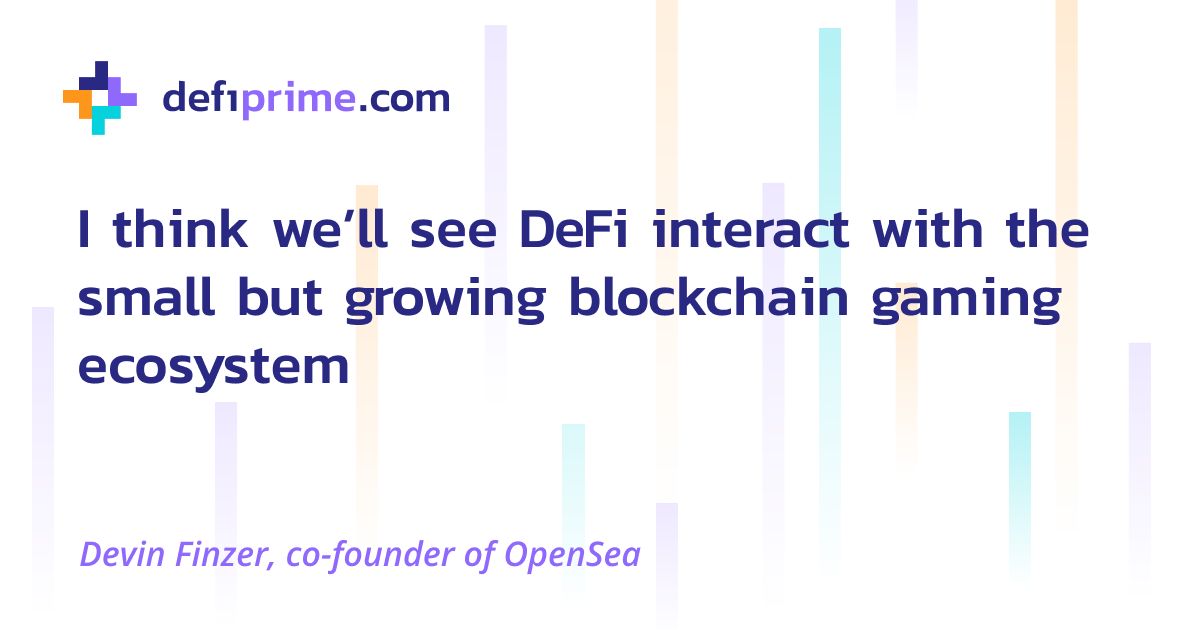 defiprime.com
I think we’ll see DeFi interact with the
small but growing blockchain gaming
ecosystem
Devin Finzer, co-founder of OpenSea